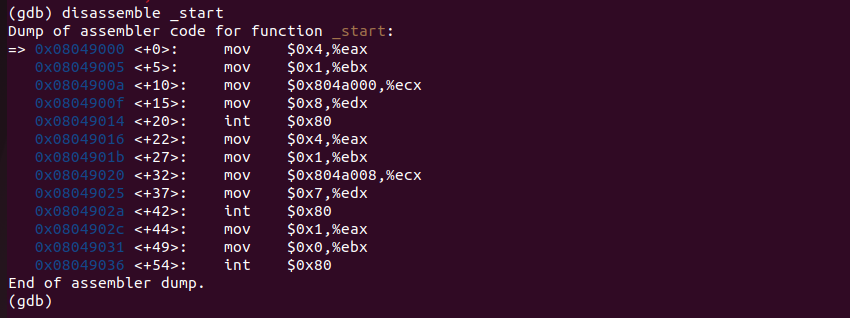 (gdb) disassemble _start
Dump of assembler code for function _start:
=> 0x08049000 <+0>:     mov    $0x4,%eax
   0x08049005 <+5>:     mov    $0x1,%ebx
   0x0804900a <+10>:    mov    $0x804a000,%ecx
   0x0804900f <+15>:    mov    $0x8,%edx
   0x08049014 <+20>:    int    $0x80
   0x08049016 <+22>:    mov    $0x4,%eax
   0x0804901b <+27>:    mov    $0x1,%ebx
   0x08049020 <+32>:    mov    $0x804a008,%ecx
   0x08049025 <+37>:    mov    $0x7,%edx
   0x0804902a <+42>:    int    $0x80
   0x0804902c <+44>:    mov    $0x1,%eax
   0x08049031 <+49>:    mov    $0x0,%ebx
   0x08049036 <+54>:    int    $0x80
End of assembler dump.
(gdb)